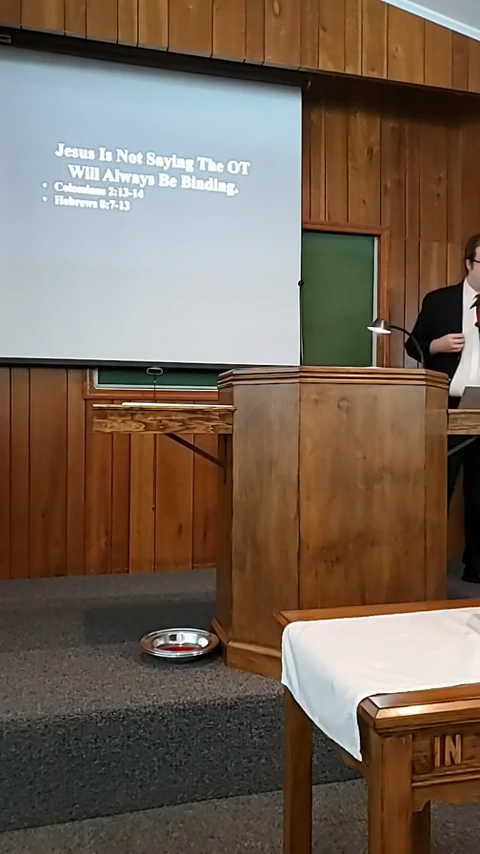 Jesus Is Not Saying The OT
Will Always Be Binding.
• Colossians 2:13-14
• Hebrews 8:7-13
IN